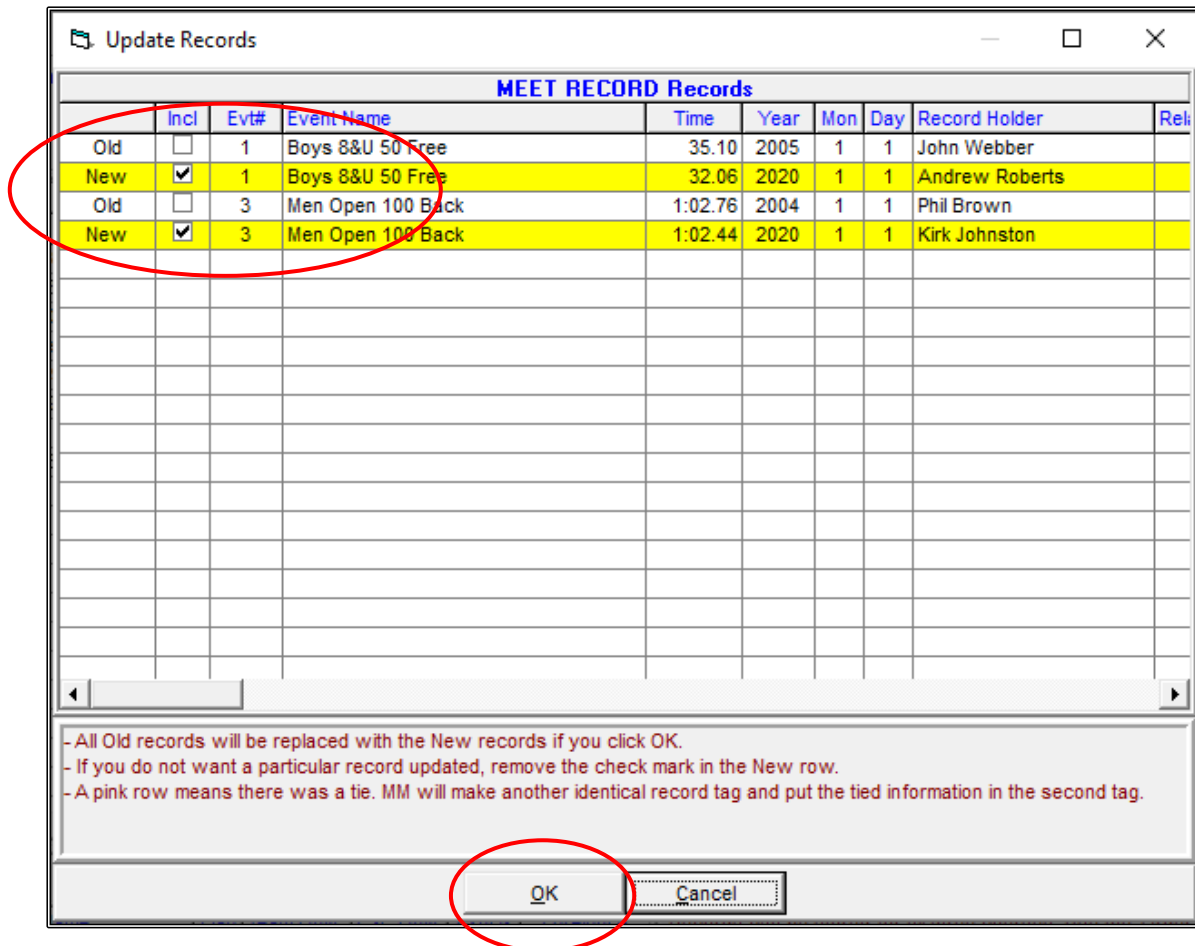 Update Records
MEET RECORD Records
Incl Evt# Event Name Time Year Mon Day Record Holder Rela
Old 1 Boys 8&U 50 Free 35.10 2005 1 1 John Webber
New 1 Boys 8&U 50 Free 32.06 2020 1 1 Andrew Roberts
Old 3 Men Open 100 Back 1:02.76 2004 1 1 Phil Brown
New 3 Men Open 100 Back 1:02.44 2020 1 1 Kirk Johnston
- All Old records will be replaced with the New records if you click OK.
- If you do not want a particular record updated, remove the check mark in the New row.
- A pink row means there was a tie. MM will make another identical record tag and put the tied information in the second tag.
OK Cancel